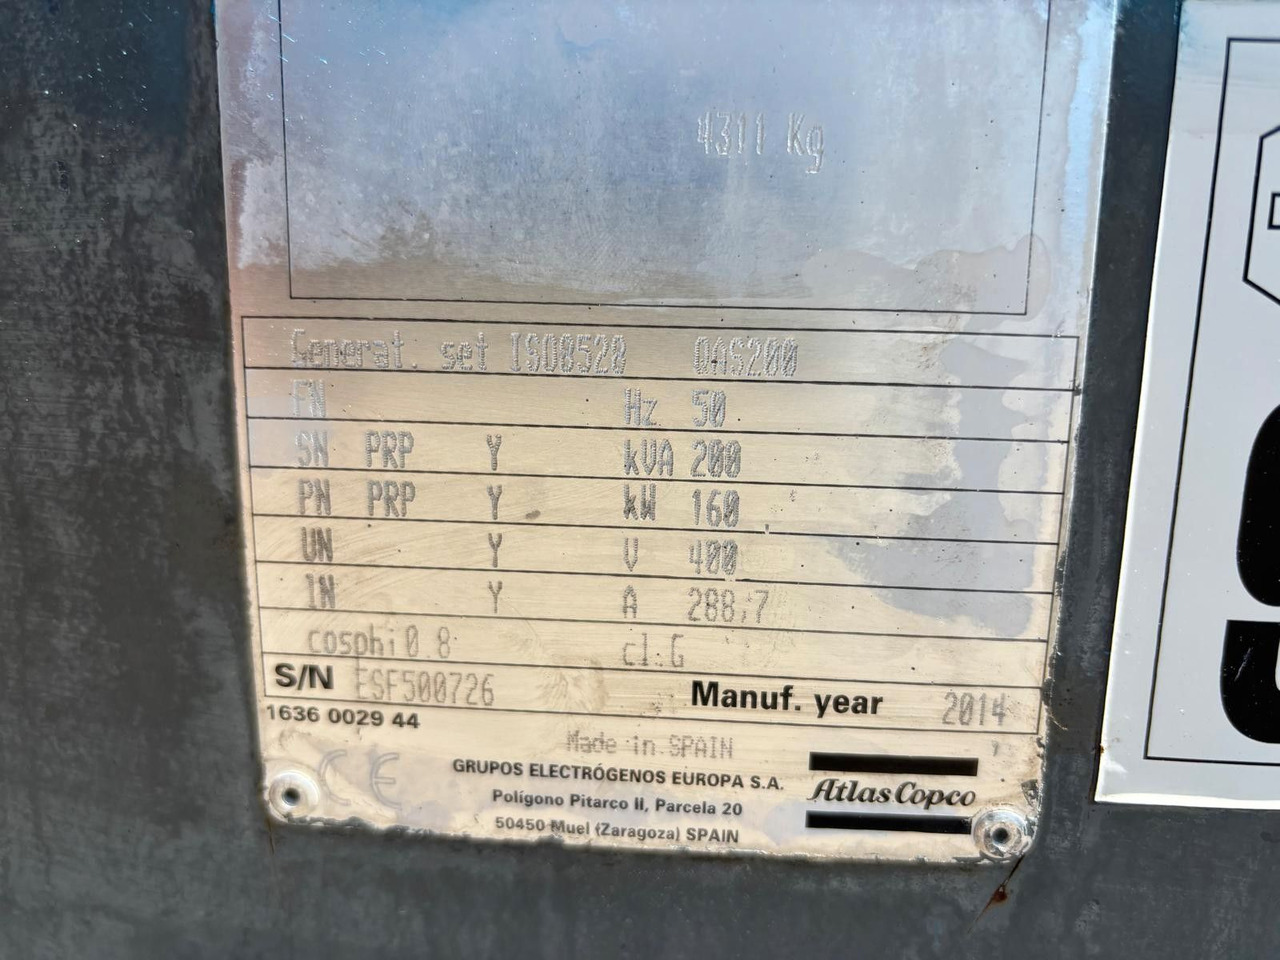 4311 Kg
Generat. set ISO8528 QAS200
FN Hz 50
SN PRP Y kVA 200
PN PRP Y kW 160
UN Y V 400
IN Y A 288,7
cosphi 0.8 cl.G
S/N ESF500726 Manuf. year 2014
1636 0029 44
Made in SPAIN
CE GRUPOS ELECTRÓGENOS EUROPA S.A.
Polígono Pitarco II, Parcela 20
50450 Muel (Zaragoza) SPAIN
Atlas Copco